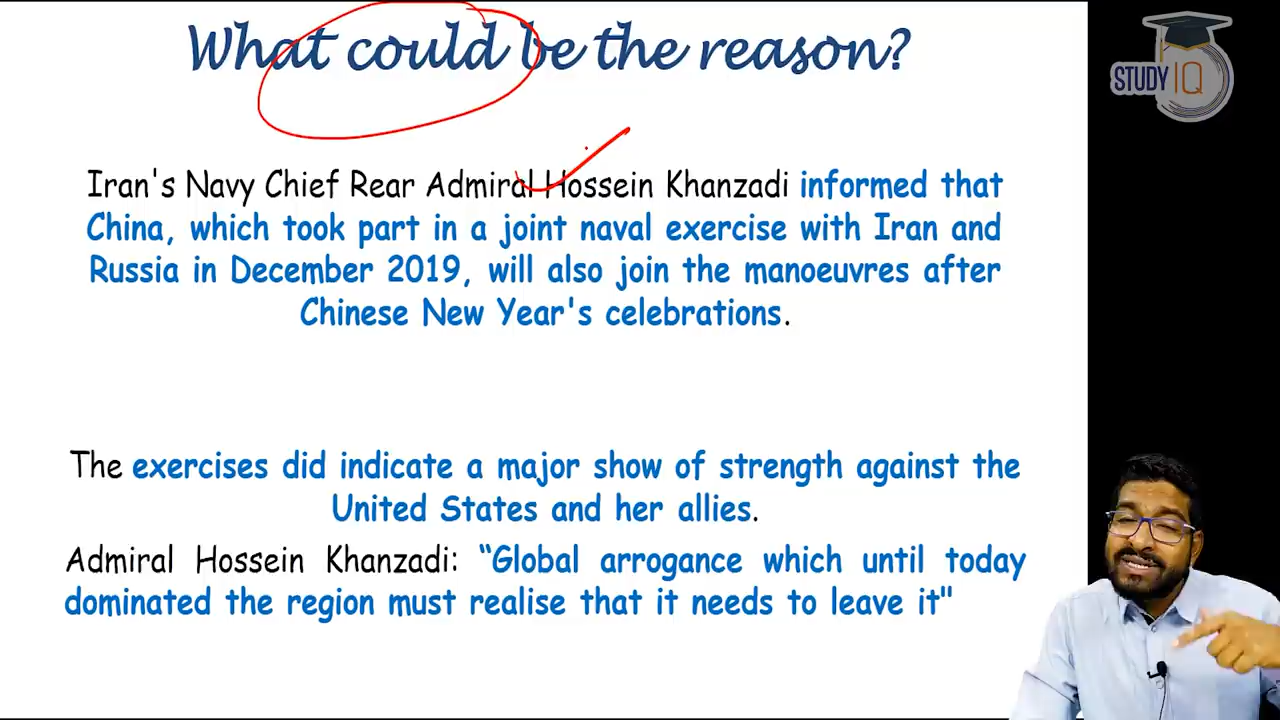 What could be the reason?
STUDY IQ
Iran's Navy Chief Rear Admiral Hossein Khanzadi informed that
China, which took part in a joint naval exercise with Iran and
Russia in December 2019, will also join the manoeuvres after
Chinese New Year's celebrations.
The exercises did indicate a major show of strength against the
United States and her allies.
Admiral Hossein Khanzadi: “Global arrogance which until today
dominated the region must realise that it needs to leave it"